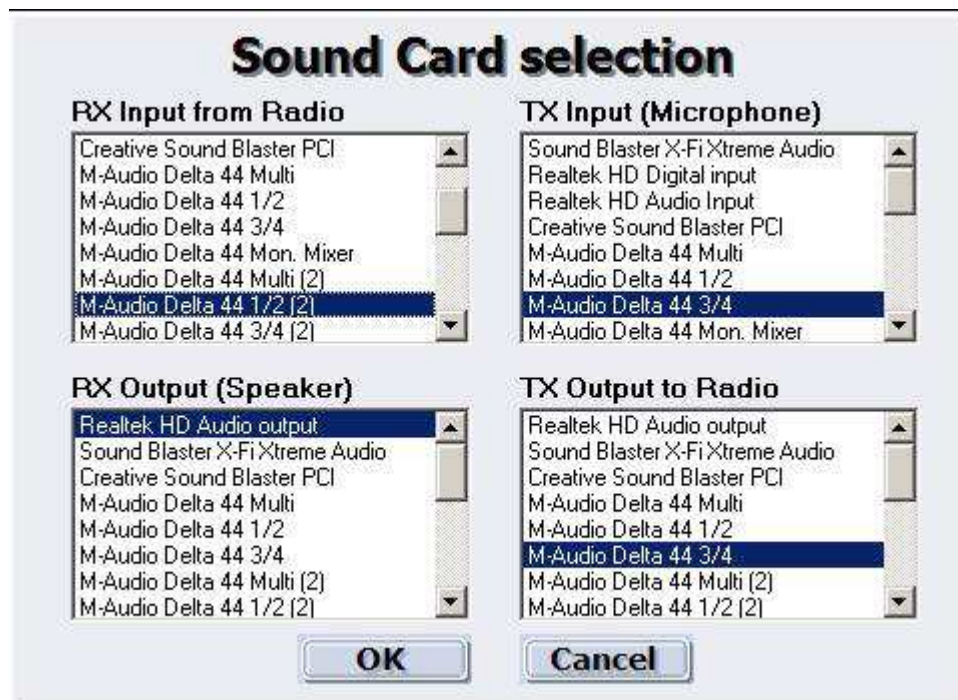 Sound Card selection
RX Input from Radio
Creative Sound Blaster PCI
M-Audio Delta 44 Multi
M-Audio Delta 44 1/2
M-Audio Delta 44 3/4
M-Audio Delta 44 Mon. Mixer
M-Audio Delta 44 Multi (2)
M-Audio Delta 44 1/2 (2)
M-Audio Delta 44 3/4 (2)
TX Input (Microphone)
Sound Blaster X-Fi Xtreme Audio
Realtek HD Digital input
Realtek HD Audio Input
Creative Sound Blaster PCI
M-Audio Delta 44 Multi
M-Audio Delta 44 1/2
M-Audio Delta 44 3/4
M-Audio Delta 44 Mon. Mixer
RX Output (Speaker)
Realtek HD Audio output
Sound Blaster X-Fi Xtreme Audio
Creative Sound Blaster PCI
M-Audio Delta 44 Multi
M-Audio Delta 44 1/2
M-Audio Delta 44 3/4
M-Audio Delta 44 Multi (2)
M-Audio Delta 44 1/2 (2)
TX Output to Radio
Realtek HD Audio output
Sound Blaster X-Fi Xtreme Audio
Creative Sound Blaster PCI
M-Audio Delta 44 Multi
M-Audio Delta 44 1/2
M-Audio Delta 44 3/4
M-Audio Delta 44 Multi (2)
M-Audio Delta 44 1/2 (2)
OK
Cancel